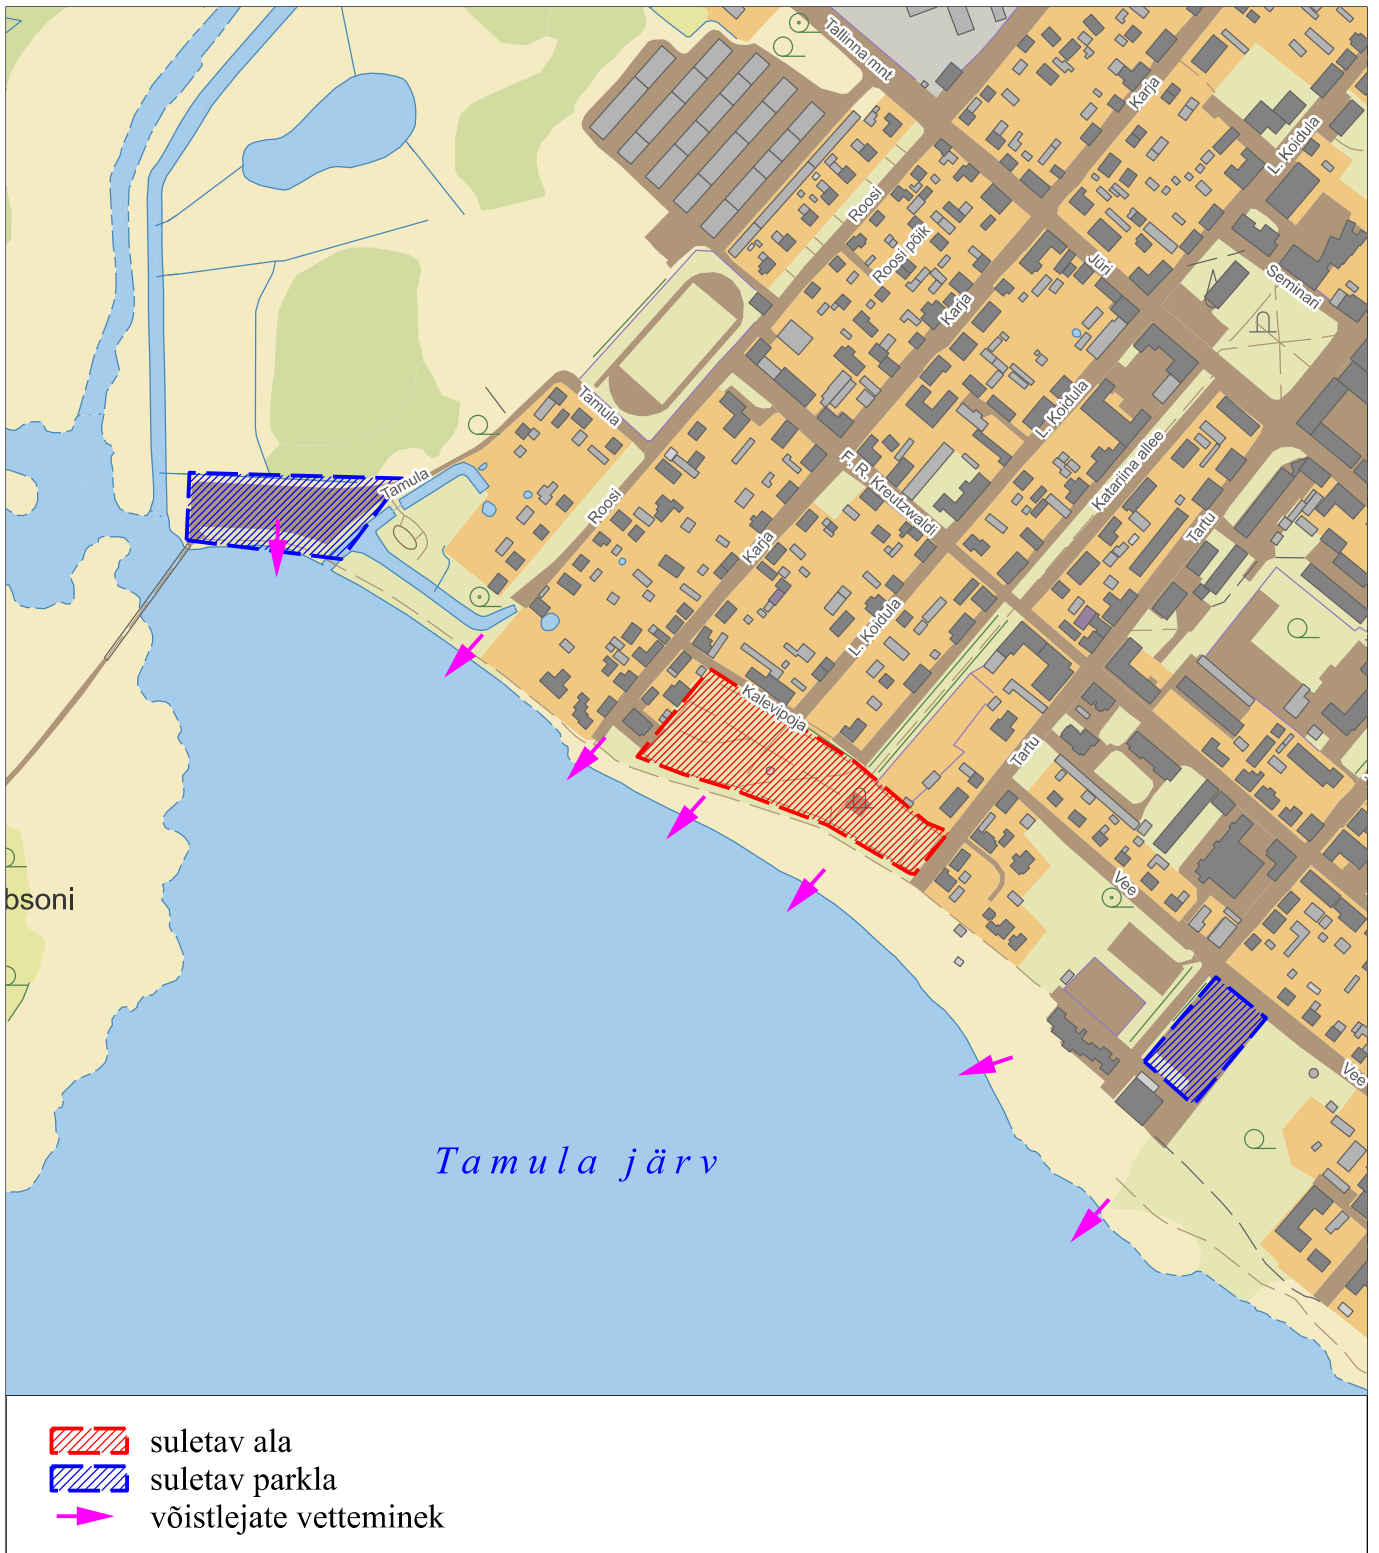 Tallinna mnt
Karja
L. Koidula
Roosi
Roosi põik
Jüri
Seminari
Karja
Tamula
L. Koidula
Katariina allee
F. R. Kreutzwaldi
Tamula
Roosi
Tartu
Karja
L. Koidula
Kalevipoja
Tartu
Vee
bsoni
Vee
Tamula järv
suletav ala
suletav parkla
võistlejate vetteminek